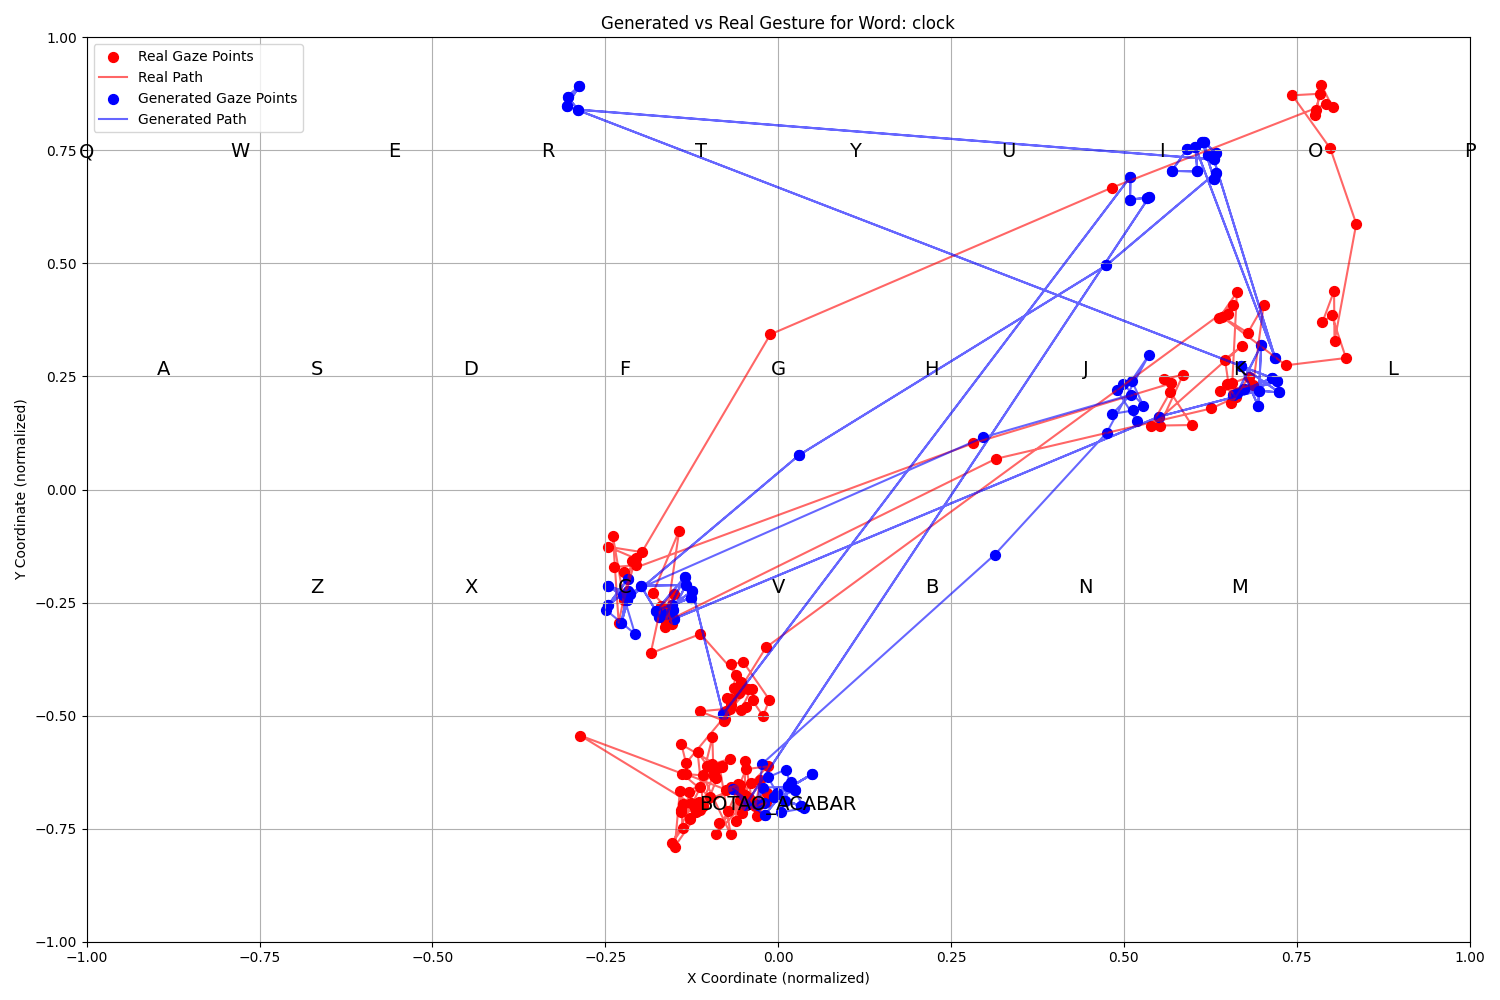 Generated vs Real Gesture for Word: clock
Real Gaze Points
Real Path
Generated Gaze Points
Generated Path
1.00
0.75
0.50
0.25
0.00
−0.25
−0.50
−0.75
−1.00
Y Coordinate (normalized)
Q W E R T Y U I O P
A S D F G H J K L
Z X C V B N M
BOTAO_ACABAR
−1.00 −0.75 −0.50 −0.25 0.00 0.25 0.50 0.75 1.00
X Coordinate (normalized)